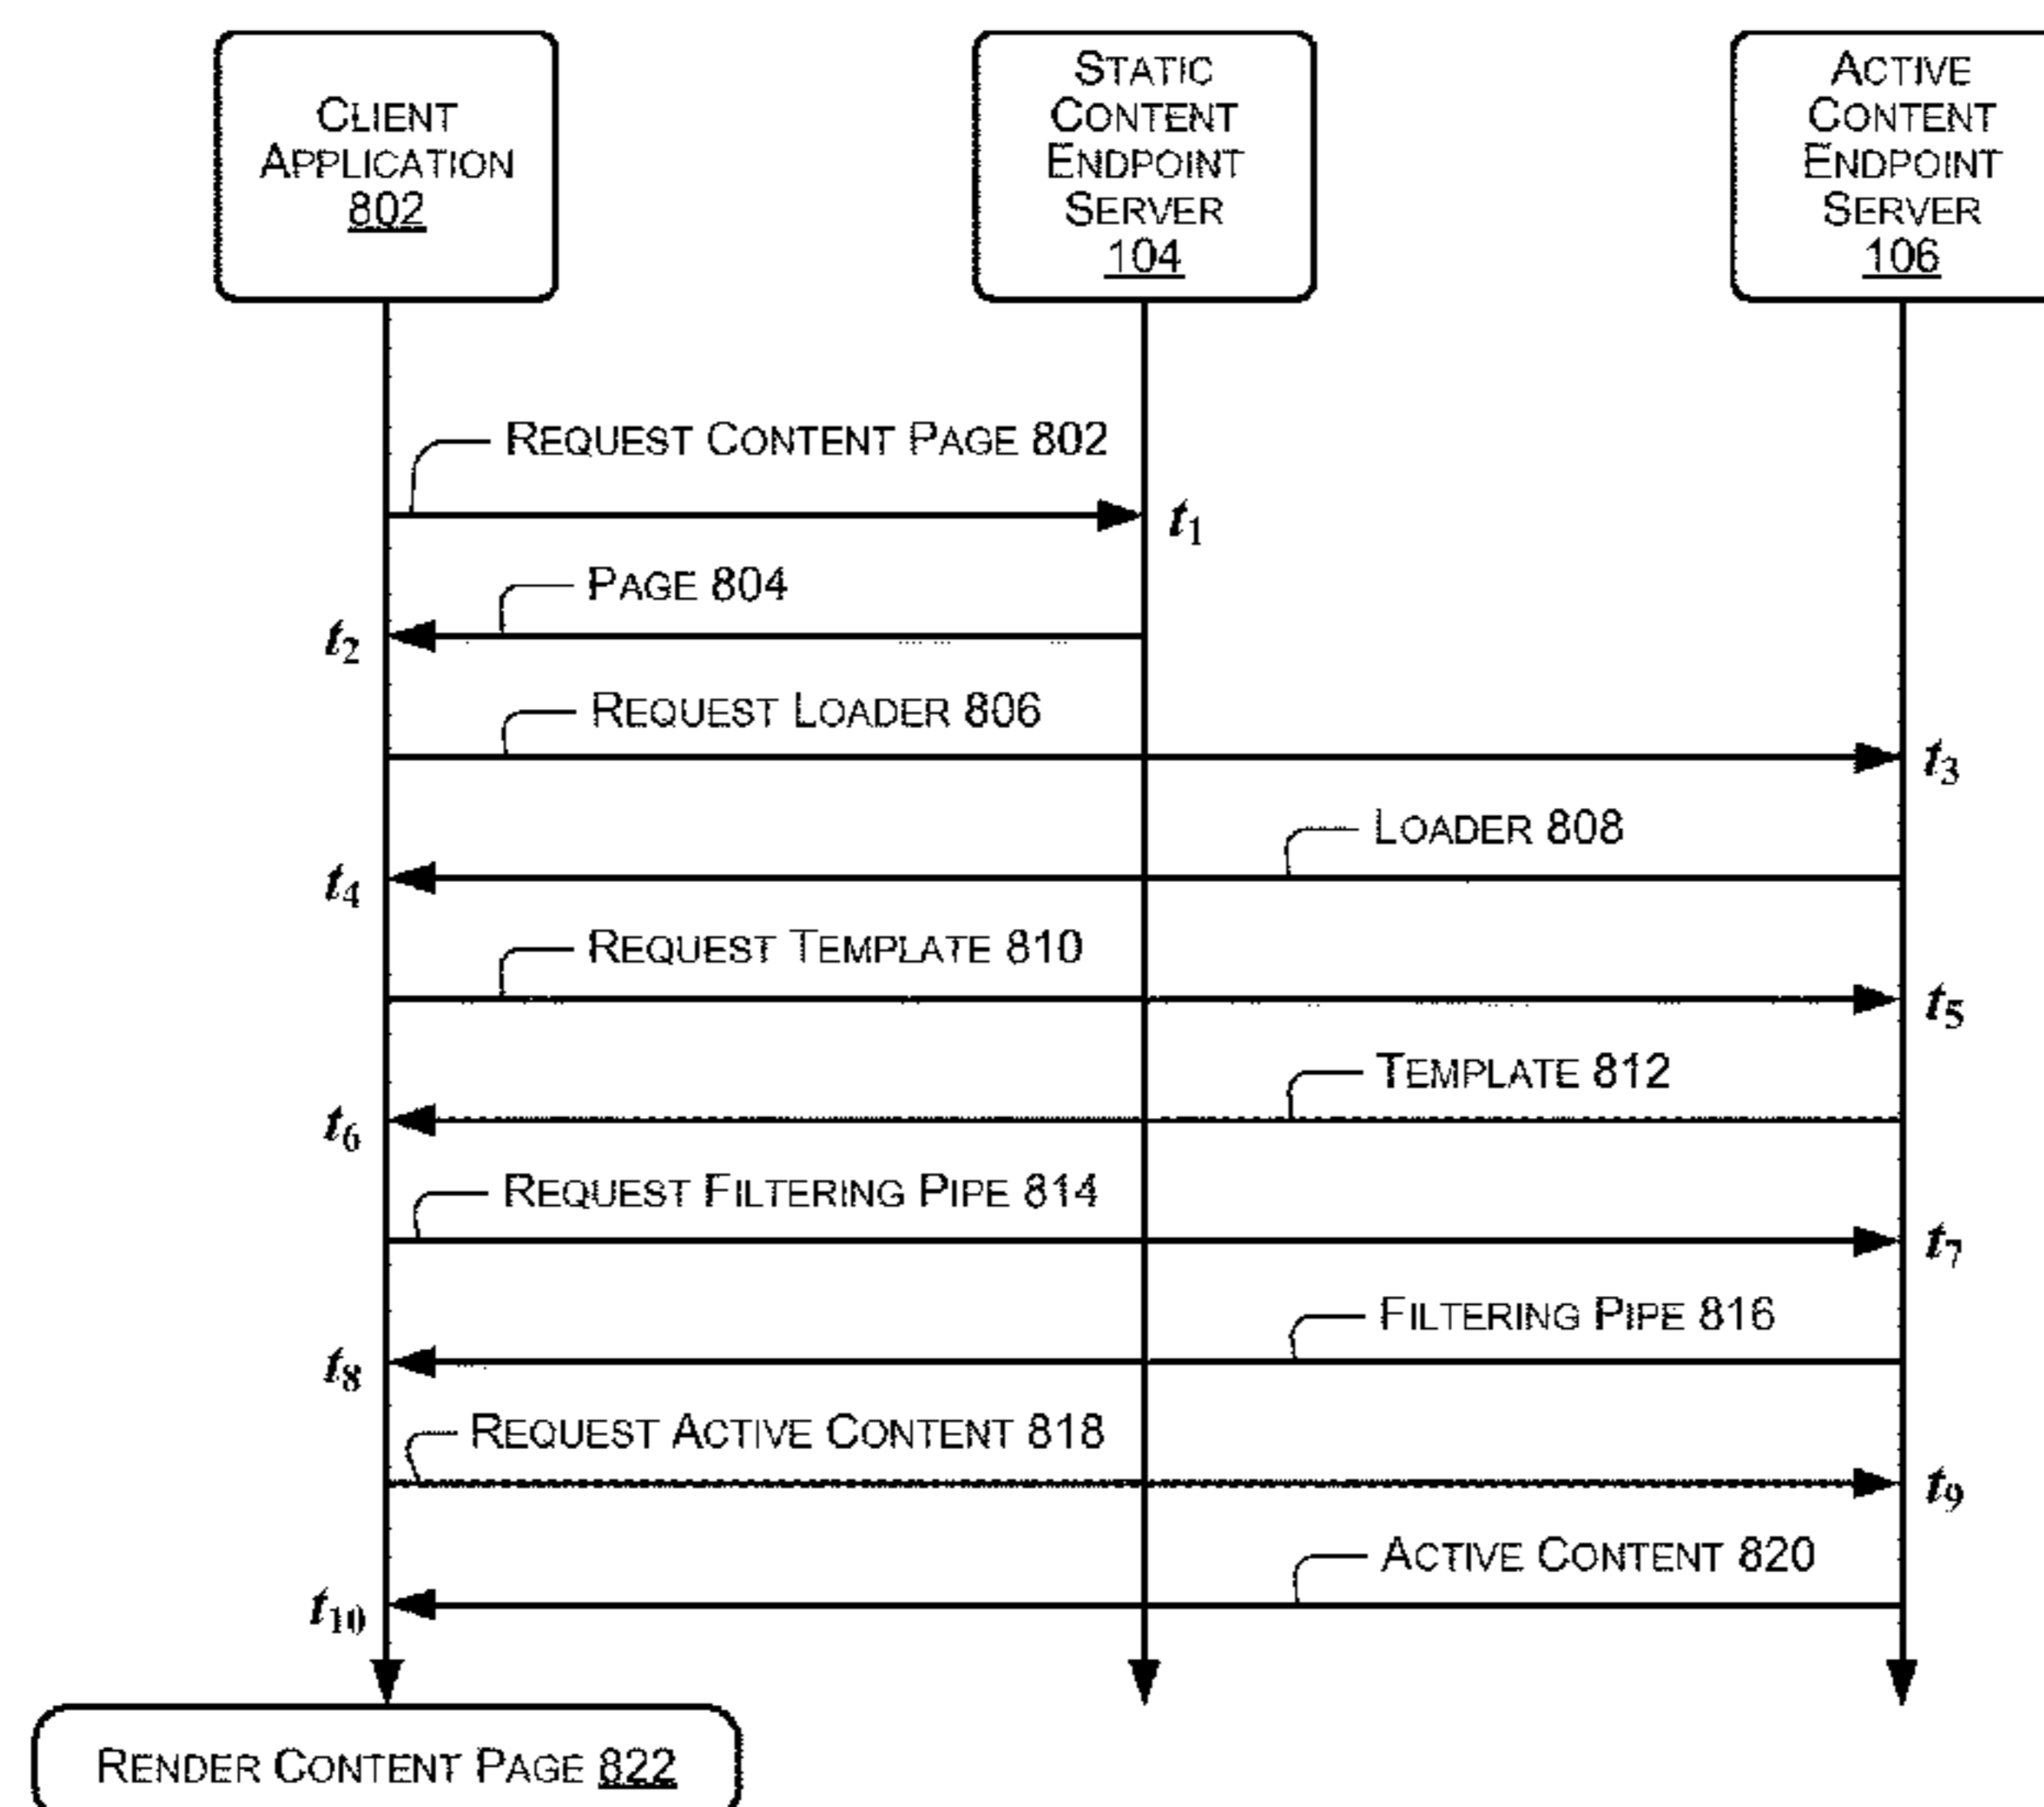 CLIENT
APPLICATION
802
STATIC
CONTENT
ENDPOINT
SERVER
104
ACTIVE
CONTENT
ENDPOINT
SERVER
106
REQUEST CONTENT PAGE 802
t1
PAGE 804
t2
REQUEST LOADER 806
t3
LOADER 808
t4
REQUEST TEMPLATE 810
t5
TEMPLATE 812
t6
REQUEST FILTERING PIPE 814
t7
FILTERING PIPE 816
t8
REQUEST ACTIVE CONTENT 818
t9
ACTIVE CONTENT 820
t10
RENDER CONTENT PAGE 822